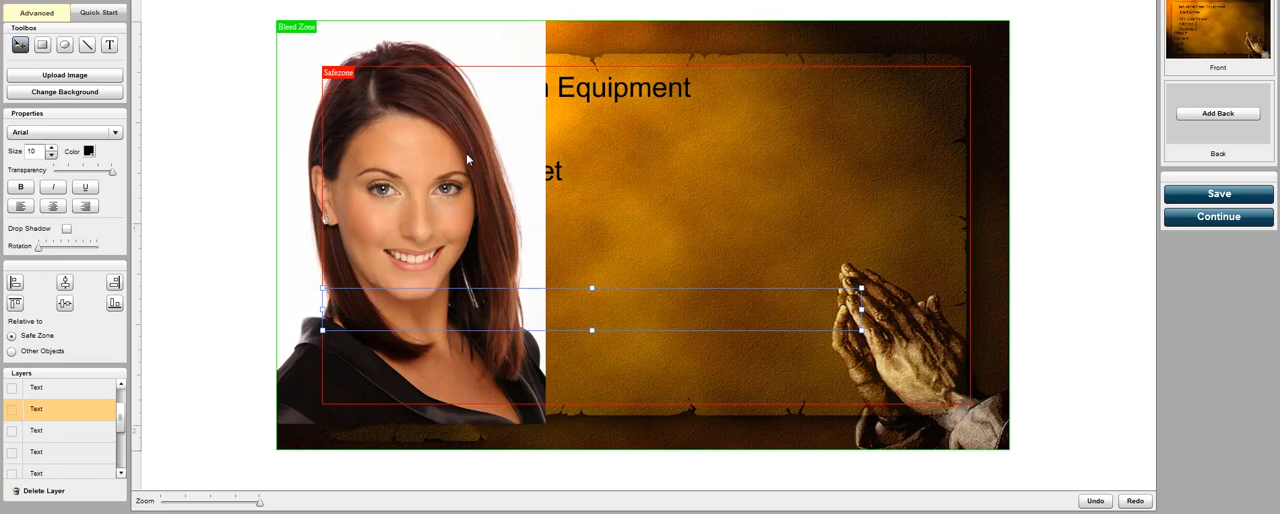 Advanced
Quick Start
Toolbox
T
Upload Image
Change Background
Properties
Arial
Size 10 Color
Transparency
B I U
Drop Shadow
Rotation
Relative to
Safe Zone
Other Objects
Layers
Text
Text
Text
Text
Text
Delete Layer
Bleed Zone
Safezone
Equipment
et
1
2
Zoom
Undo
Redo
Front
Add Back
Back
Save
Continue